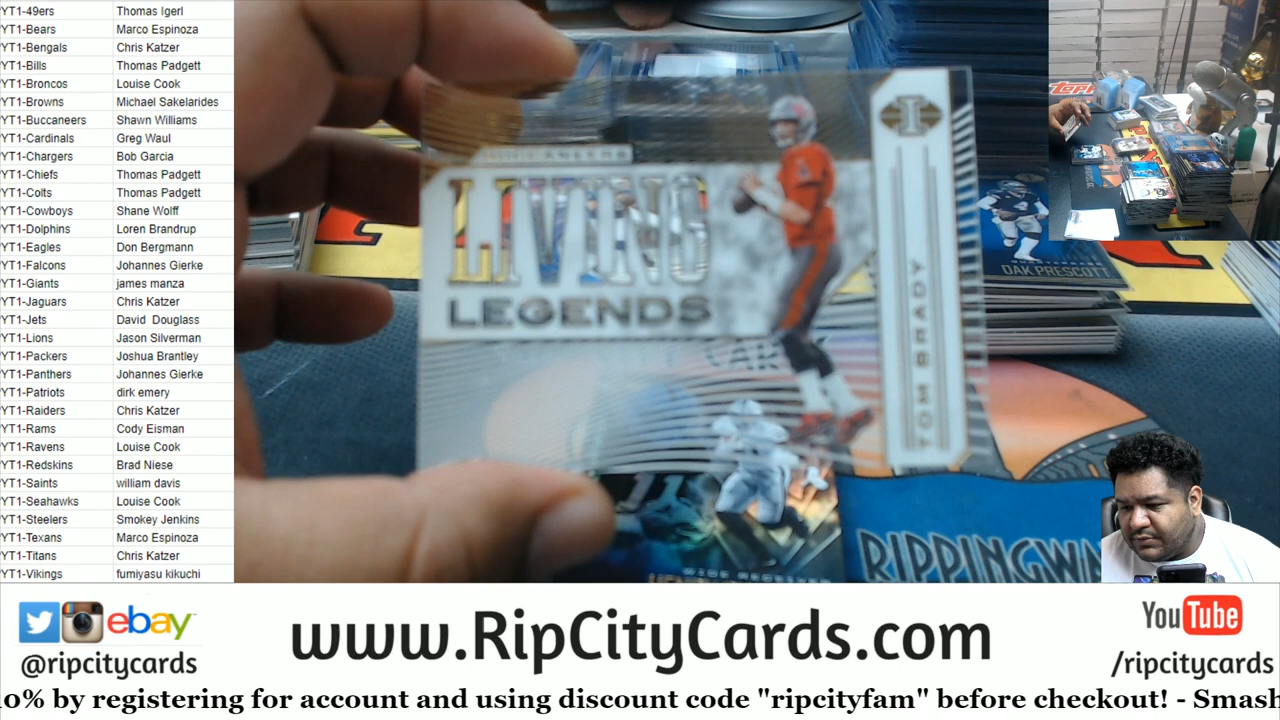 YT1-49ers Thomas Igerl
YT1-Bears Marco Espinoza
YT1-Bengals Chris Katzer
YT1-Bills Thomas Padgett
YT1-Broncos Louise Cook
YT1-Browns Michael Sakelarides
YT1-Buccaneers Shawn Williams
YT1-Cardinals Greg Waul
YT1-Chargers Bob Garcia
YT1-Chiefs Thomas Padgett
YT1-Colts Thomas Padgett
YT1-Cowboys Shane Wolff
YT1-Dolphins Loren Brandrup
YT1-Eagles Don Bergmann
YT1-Falcons Johannes Gierke
YT1-Giants james manza
YT1-Jaguars Chris Katzer
YT1-Jets David Douglass
YT1-Lions Jason Silverman
YT1-Packers Joshua Brantley
YT1-Panthers Johannes Gierke
YT1-Patriots dirk emery
YT1-Raiders Chris Katzer
YT1-Rams Cody Eisman
YT1-Ravens Louise Cook
YT1-Redskins Brad Niese
YT1-Saints william davis
YT1-Seahawks Louise Cook
YT1-Steelers Smokey Jenkins
YT1-Texans Marco Espinoza
YT1-Titans Chris Katzer
YT1-Vikings fumiyasu kikuchi
LIVING
LEGENDS
TOM BRADY
DAK PRESCOTT
WIDE RECEIVER
RIPPINGWA
Topps
ebay
@ripcitycards
www.RipCityCards.com
YouTube
/ripcitycards
0% by registering for account and using discount code "ripcityfam" before checkout! - Smash